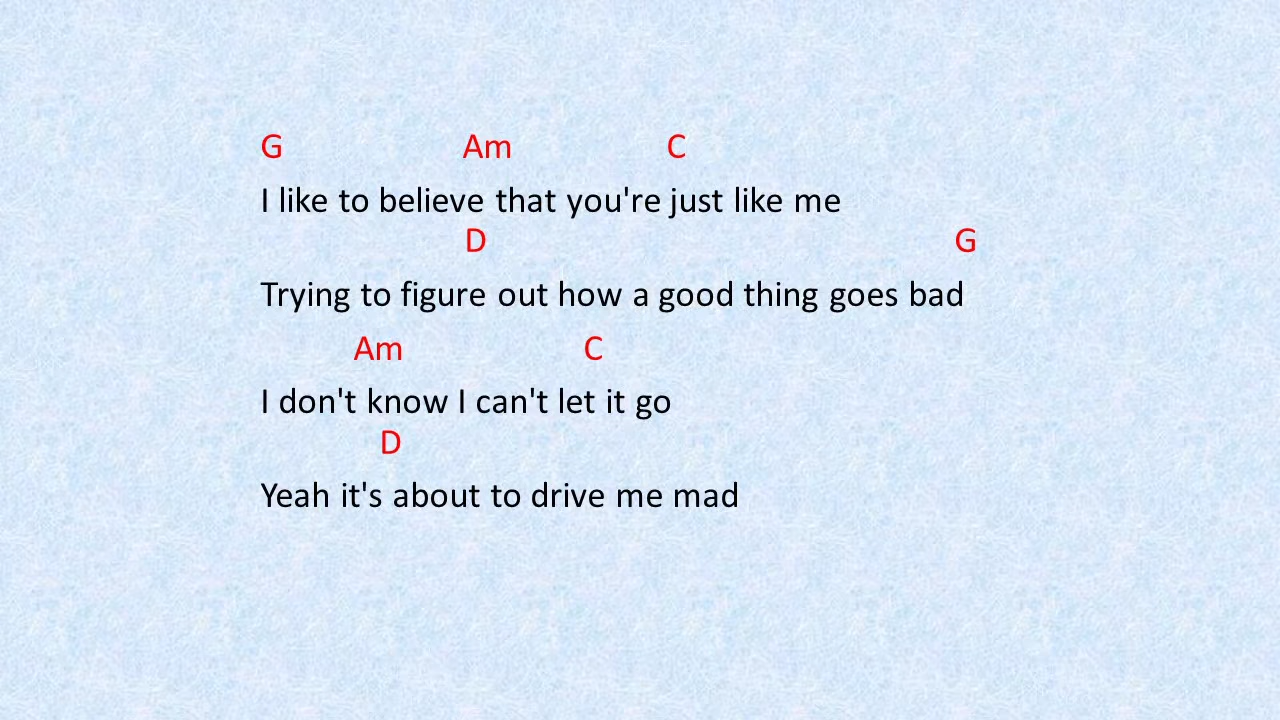 G Am C
I like to believe that you're just like me
D G
Trying to figure out how a good thing goes bad
Am C
I don't know I can't let it go
D
Yeah it's about to drive me mad